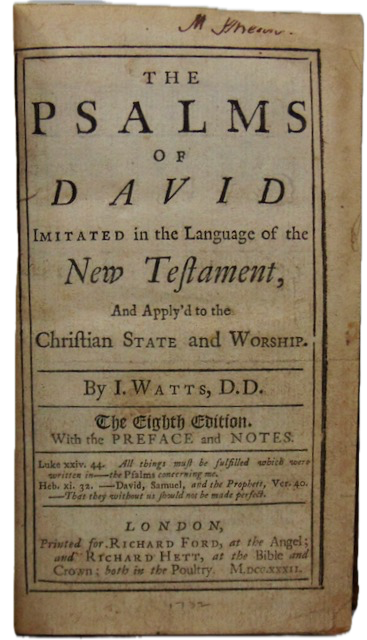 THE
PSALMS
OF
DAVID
IMITATED in the Language of the
New Teſtament,
And Apply'd to the
Chriſtian STATE and WORSHIP.
By I. WATTS, D.D.
The Eighth Edition.
With the PREFACE and NOTES.
Luke xxiv. 44. All things muſt be fulfilled which were
written in—the Pſalms concerning me.
Heb. xi. 32. —David, Samuel, and the Prophets, Ver. 40.
—That they without us ſhould not be made perfect.
LONDON,
Printed for RICHARD FORD, at the Angel;
and RICHARD HETT, at the Bible and
Crown; both in the Poultry. M.DCC.XXXII.
1732